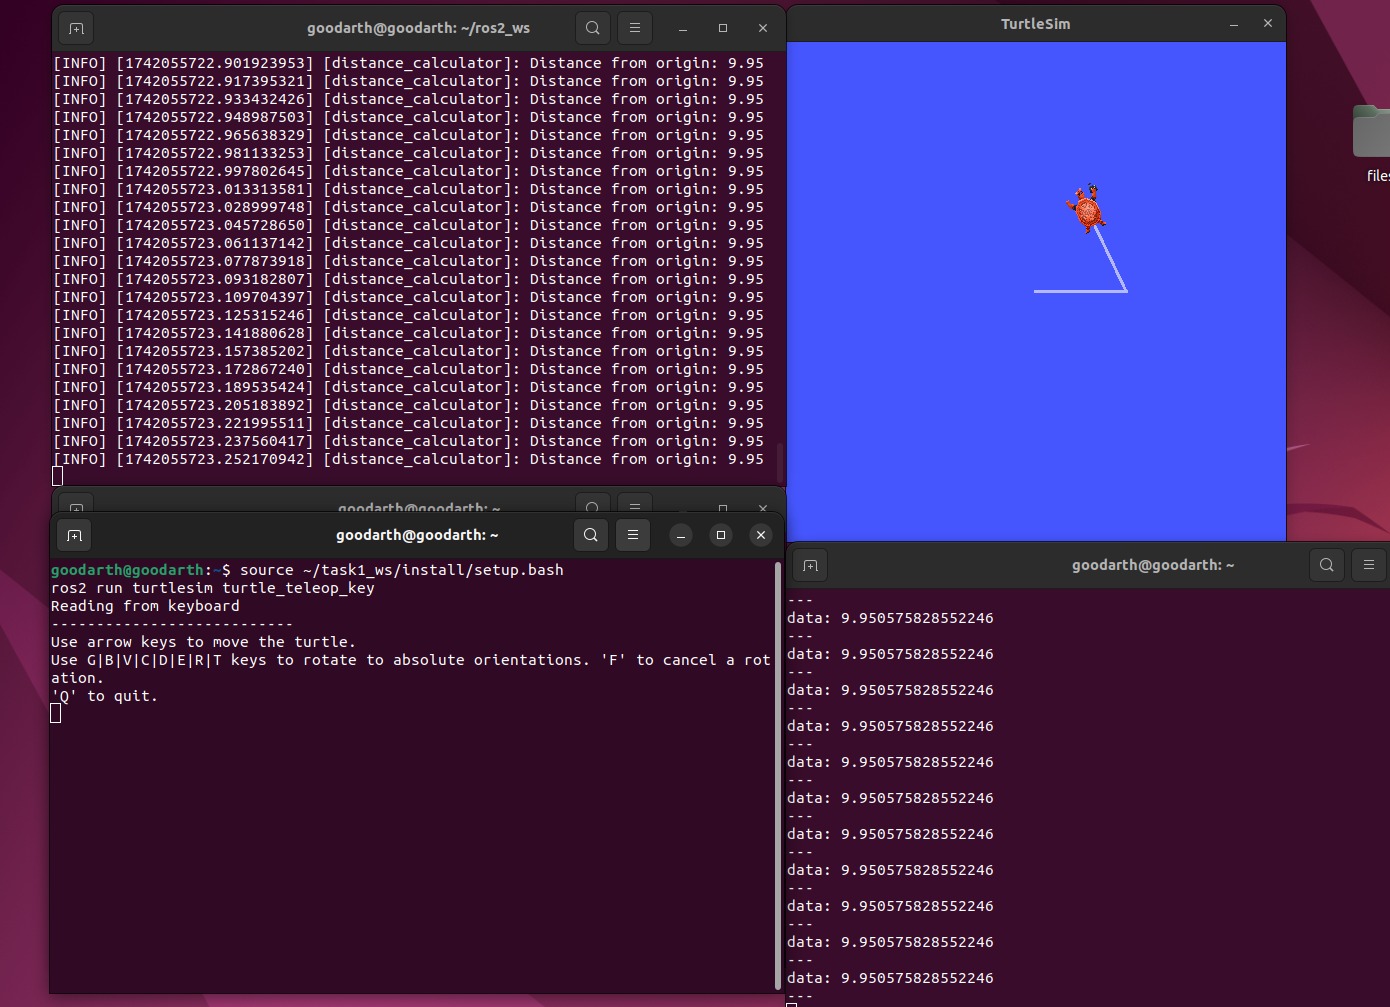 goodarth@goodarth: ~/ros2_ws
[INFO] [1742055722.901923953] [distance_calculator]: Distance from origin: 9.95
[INFO] [1742055722.917395321] [distance_calculator]: Distance from origin: 9.95
[INFO] [1742055722.933432426] [distance_calculator]: Distance from origin: 9.95
[INFO] [1742055722.948987503] [distance_calculator]: Distance from origin: 9.95
[INFO] [1742055722.965638329] [distance_calculator]: Distance from origin: 9.95
[INFO] [1742055722.981133253] [distance_calculator]: Distance from origin: 9.95
[INFO] [1742055722.997802645] [distance_calculator]: Distance from origin: 9.95
[INFO] [1742055723.013313581] [distance_calculator]: Distance from origin: 9.95
[INFO] [1742055723.028999748] [distance_calculator]: Distance from origin: 9.95
[INFO] [1742055723.045728650] [distance_calculator]: Distance from origin: 9.95
[INFO] [1742055723.061137142] [distance_calculator]: Distance from origin: 9.95
[INFO] [1742055723.077873918] [distance_calculator]: Distance from origin: 9.95
[INFO] [1742055723.093182807] [distance_calculator]: Distance from origin: 9.95
[INFO] [1742055723.109704397] [distance_calculator]: Distance from origin: 9.95
[INFO] [1742055723.125315246] [distance_calculator]: Distance from origin: 9.95
[INFO] [1742055723.141880628] [distance_calculator]: Distance from origin: 9.95
[INFO] [1742055723.157385202] [distance_calculator]: Distance from origin: 9.95
[INFO] [1742055723.172867240] [distance_calculator]: Distance from origin: 9.95
[INFO] [1742055723.189535424] [distance_calculator]: Distance from origin: 9.95
[INFO] [1742055723.205183892] [distance_calculator]: Distance from origin: 9.95
[INFO] [1742055723.221995511] [distance_calculator]: Distance from origin: 9.95
[INFO] [1742055723.237560417] [distance_calculator]: Distance from origin: 9.95
[INFO] [1742055723.252170942] [distance_calculator]: Distance from origin: 9.95
TurtleSim
files
goodarth@goodarth: ~
goodarth@goodarth: ~
goodarth@goodarth:~$ source ~/task1_ws/install/setup.bash
ros2 run turtlesim turtle_teleop_key
Reading from keyboard
---------------------------
Use arrow keys to move the turtle.
Use G|B|V|C|D|E|R|T keys to rotate to absolute orientations. 'F' to cancel a rot
ation.
'Q' to quit.
goodarth@goodarth: ~
---
data: 9.950575828552246
---
data: 9.950575828552246
---
data: 9.950575828552246
---
data: 9.950575828552246
---
data: 9.950575828552246
---
data: 9.950575828552246
---
data: 9.950575828552246
---
data: 9.950575828552246
---
data: 9.950575828552246
---
data: 9.950575828552246
---
data: 9.950575828552246
---